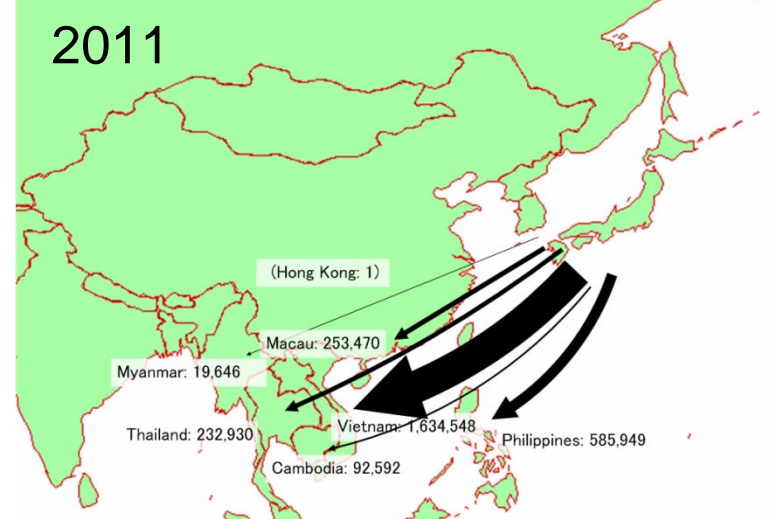 2011
(Hong Kong: 1)
Macau: 253,470
Myanmar: 19,646
Vietnam: 1,634,548
Thailand: 232,930
Philippines: 585,949
Cambodia: 92,592